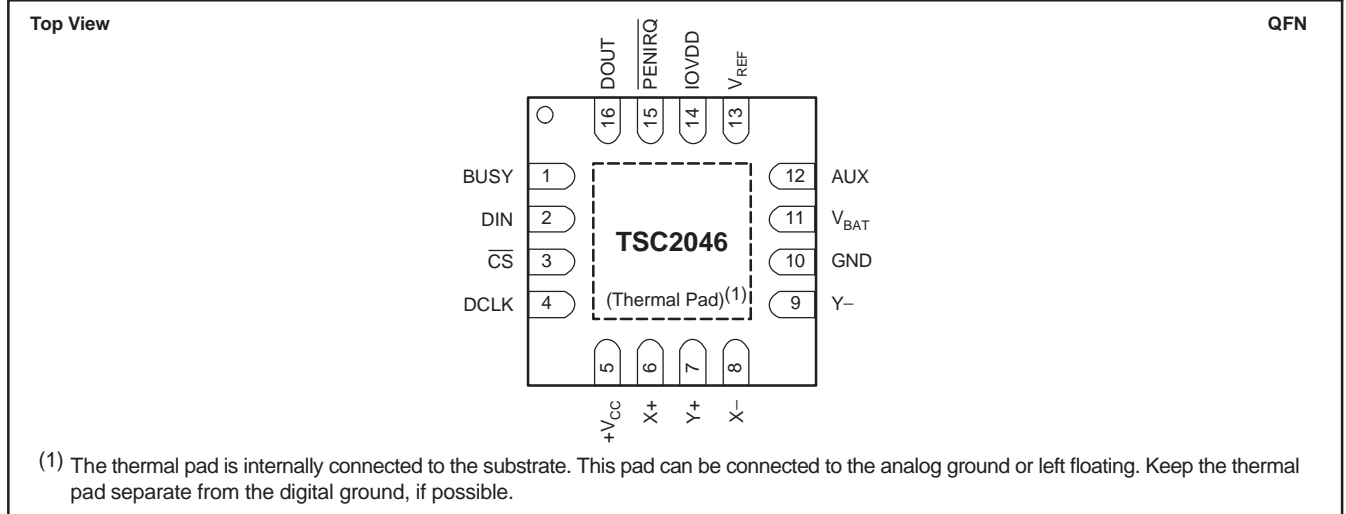 Top View
QFN
DOUT
PENIRQ
IOVDD
VREF
16
15
14
13
BUSY 1
12 AUX
DIN 2
11 VBAT
TSC2046
CS 3
10 GND
DCLK 4
(Thermal Pad)(1)
9 Y−
5
6
7
8
+VCC
X+
Y+
X−
(1) The thermal pad is internally connected to the substrate. This pad can be connected to the analog ground or left floating. Keep the thermal
pad separate from the digital ground, if possible.